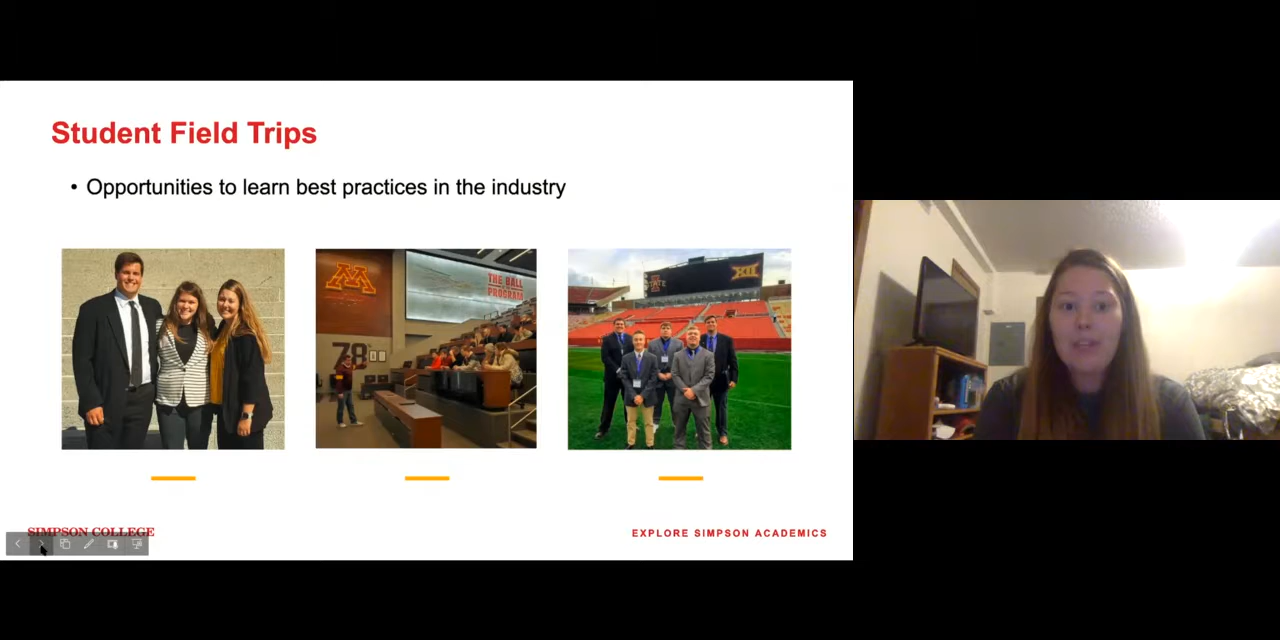 Student Field Trips
• Opportunities to learn best practices in the industry
THE BALL
PROGRAM
78
STATE
XII
SIMPSON COLLEGE
EXPLORE SIMPSON ACADEMICS